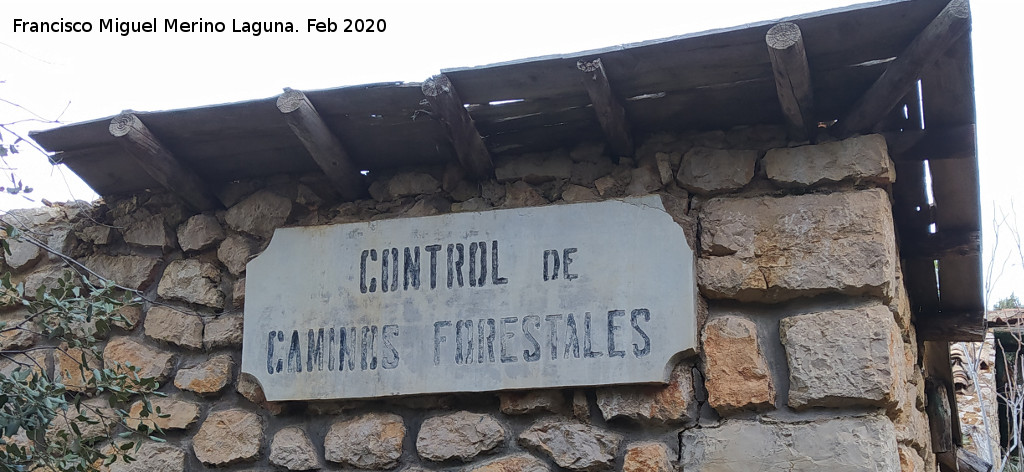 Francisco Miguel Merino Laguna. Feb 2020
CONTROL DE
CAMINOS FORESTALES